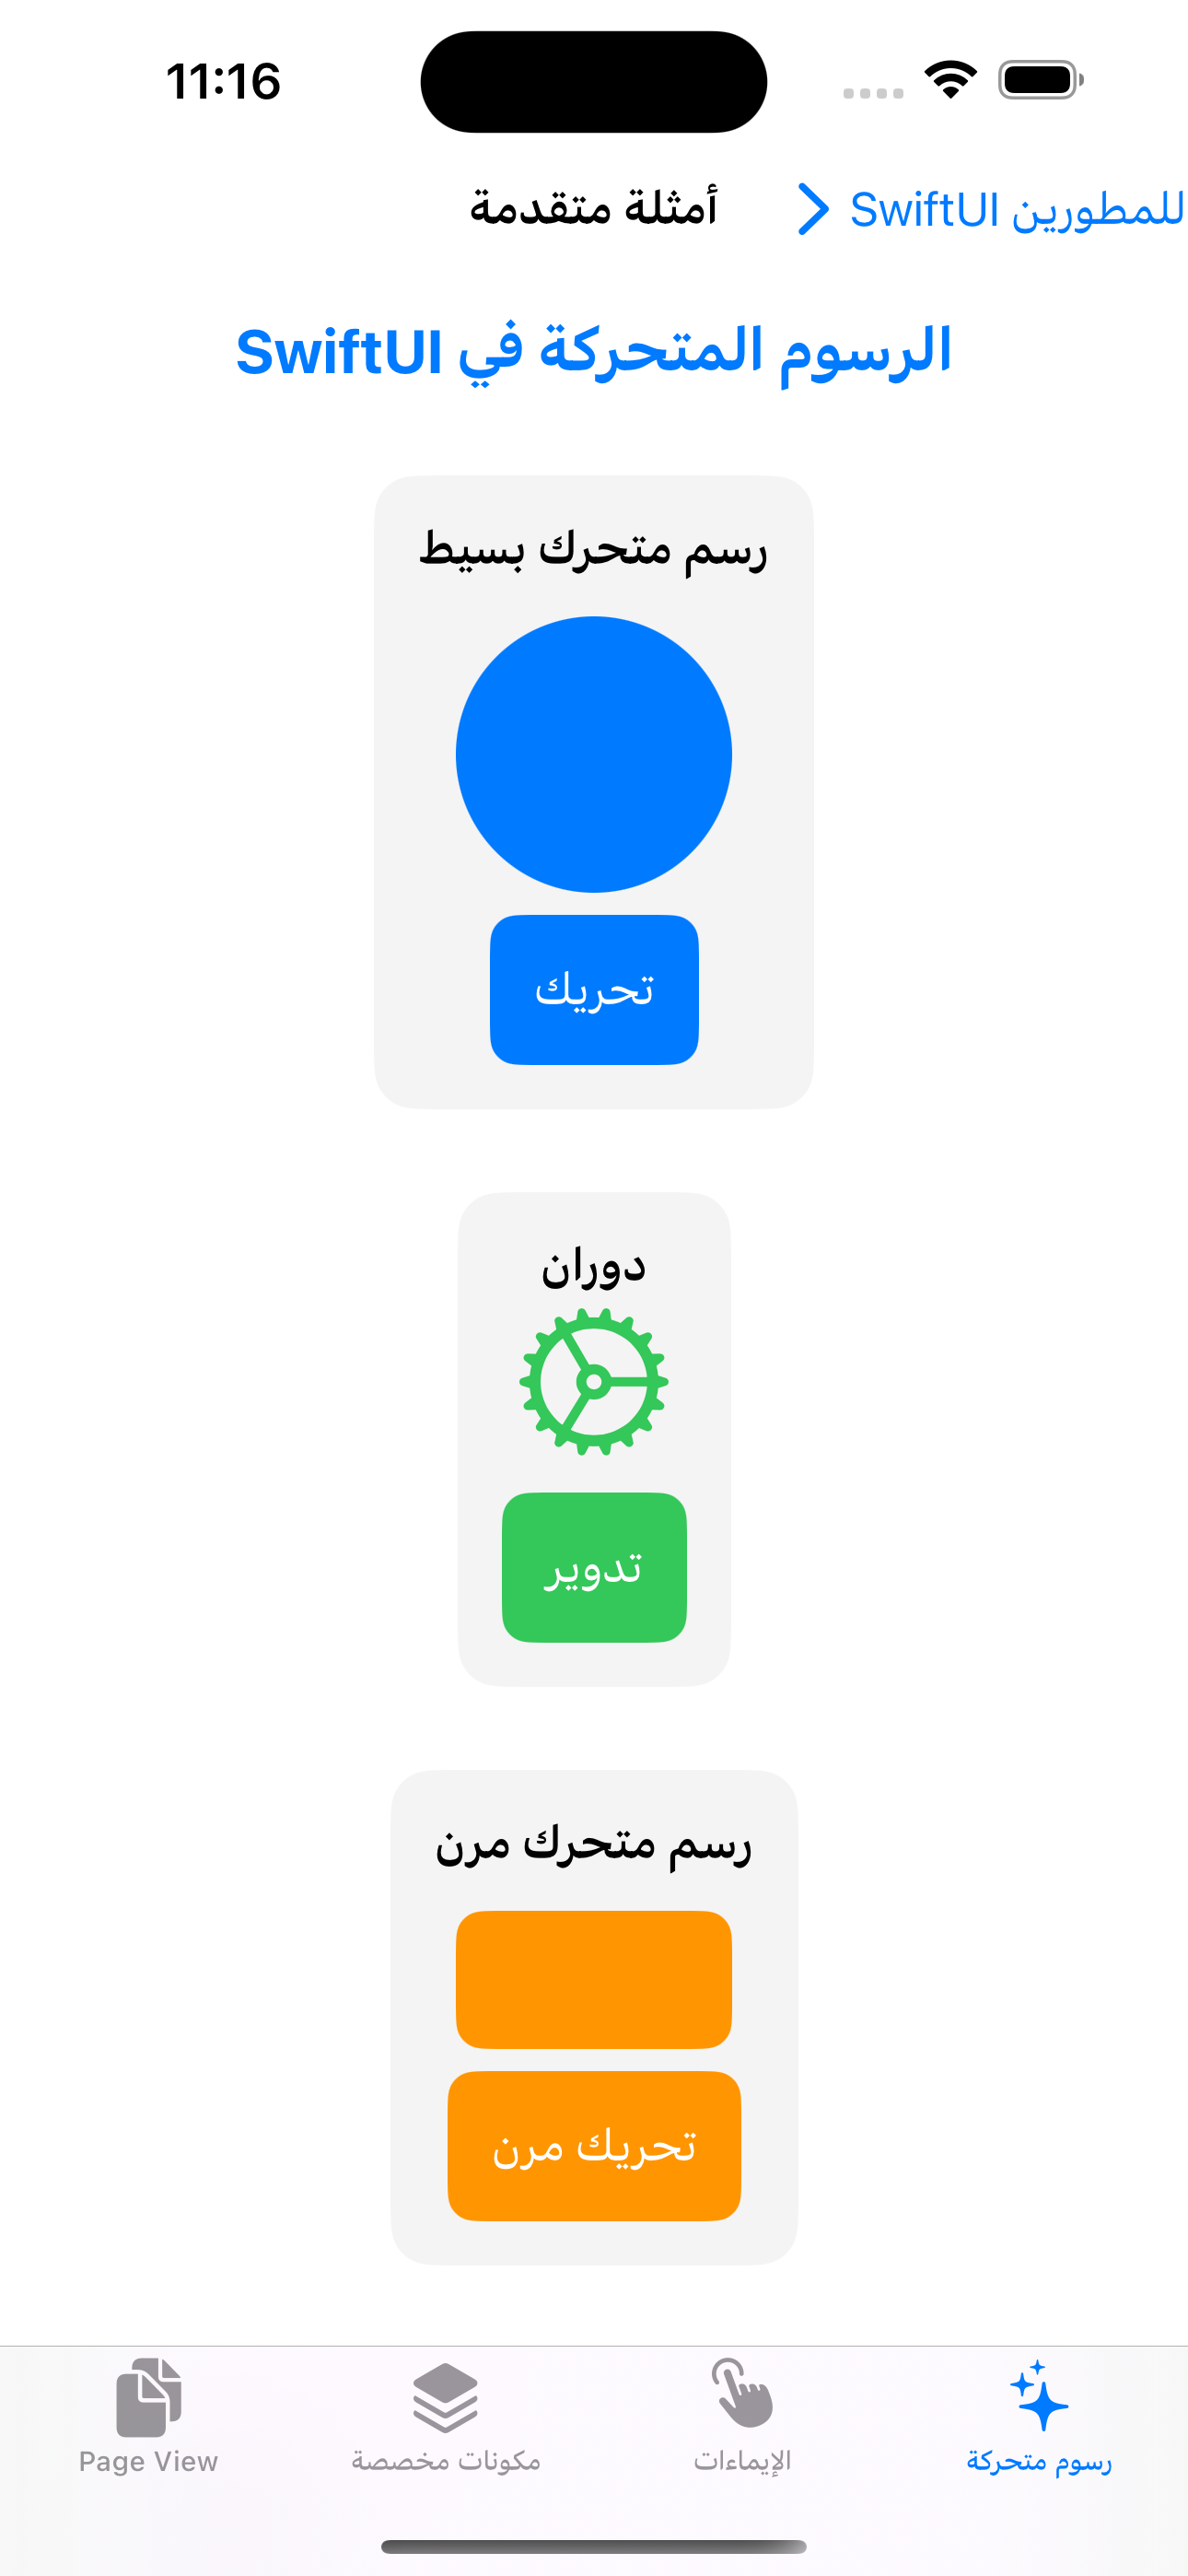 11:16
SwiftUI للمطورين
أمثلة متقدمة
الرسوم المتحركة في SwiftUI
رسم متحرك بسيط
تحريك
دوران
تدوير
رسم متحرك مرن
تحريك مرن
رسوم متحركة
الإيماءات
مكونات مخصصة
Page View